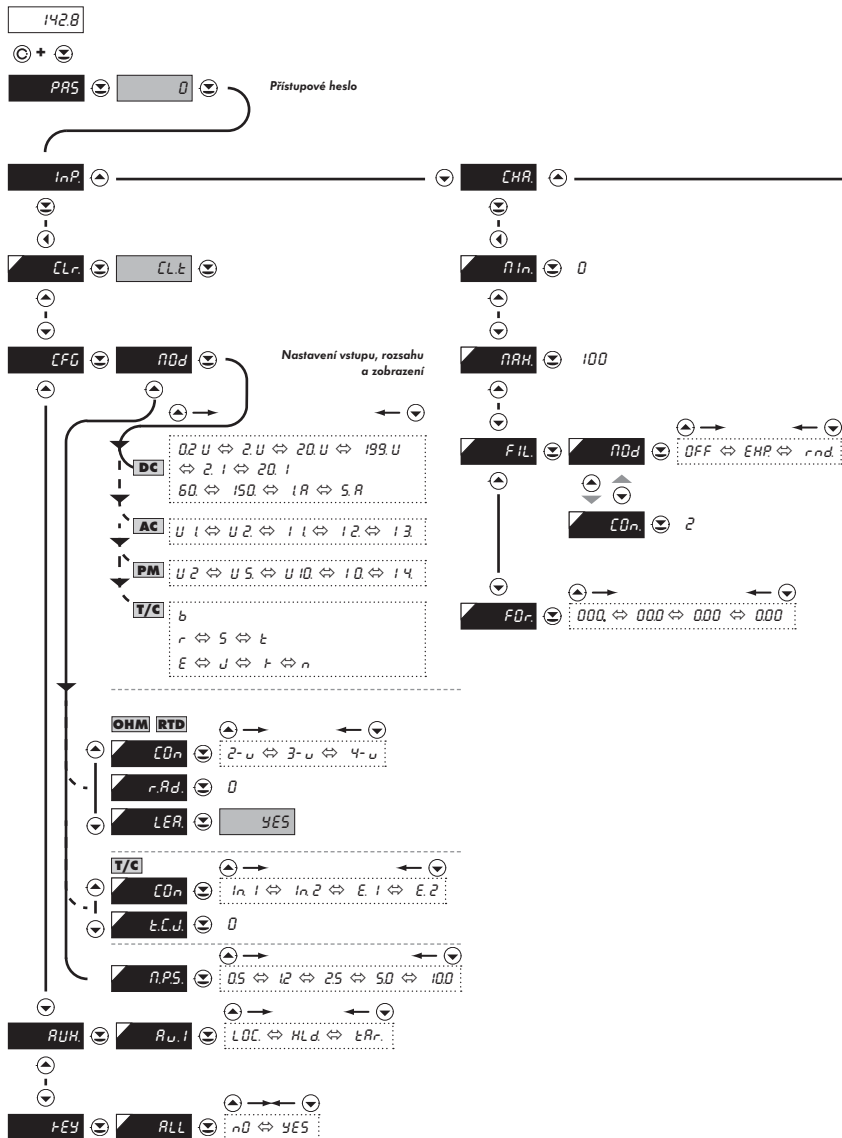 142.8
© +
PAS 0 Přístupové heslo
InP. CHA.
CLr. CL.t MIn. 0
CFG MOd Nastavení vstupu, rozsahu MAX. 100
a zobrazení
0.2 U ⇔ 2. U ⇔ 20. U ⇔ 199. U
DC ⇔ 2. I ⇔ 20. I FIL. MOd OFF ⇔ EXP. ⇔ rnd.
60. ⇔ 150. ⇔ 1. A ⇔ 5. A
AC U 1 ⇔ U 2. ⇔ I 1 ⇔ I 2. ⇔ I 3. COn. 2
PM U 2 ⇔ U 5. ⇔ U 10. ⇔ I 0. ⇔ I 4.
T/C b FOr. 000. ⇔ 00.0 ⇔ 0.00 ⇔ 0.00
r ⇔ S ⇔ t
E ⇔ J ⇔ k ⇔ n
OHM RTD
COn 2-w ⇔ 3-w ⇔ 4-w
r.Ad. 0
LEA. YES
T/C
COn In. 1 ⇔ In. 2 ⇔ E. 1 ⇔ E. 2
t.C.J. 0
M.P.S. 0.5 ⇔ 1.2 ⇔ 2.5 ⇔ 5.0 ⇔ 10.0
AUX. Au.1 LOC. ⇔ HLd. ⇔ tAr.
kEY ALL nO ⇔ YES